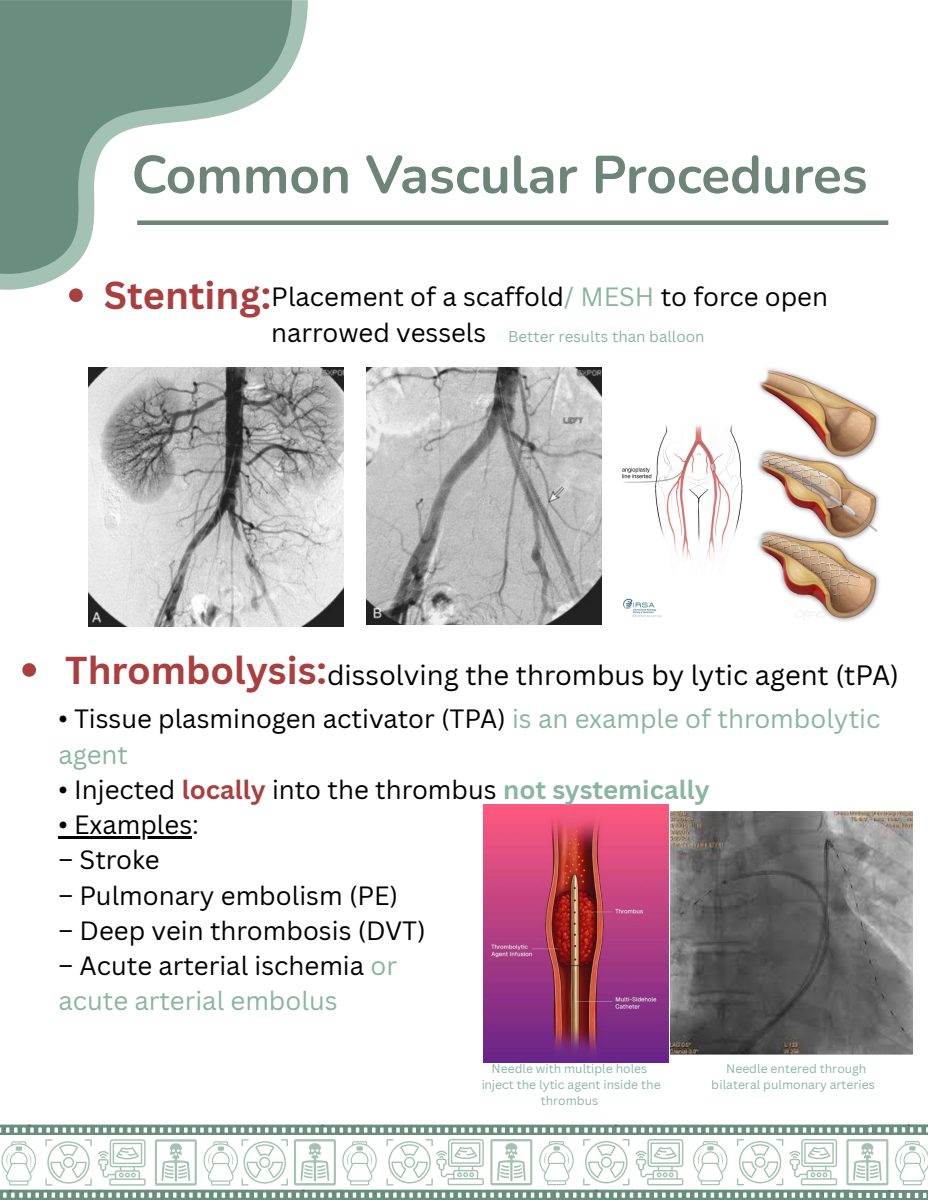 Common Vascular Procedures
• Stenting:Placement of a scaffold/ MESH to force open
narrowed vessels Better results than balloon
EXPOR
A
EXPOR
LEFT
B
angioplasty
line inserted
IRSA
• Thrombolysis:dissolving the thrombus by lytic agent (tPA)
• Tissue plasminogen activator (TPA) is an example of thrombolytic
agent
• Injected locally into the thrombus not systemically
• Examples:
– Stroke
– Pulmonary embolism (PE)
– Deep vein thrombosis (DVT)
– Acute arterial ischemia or
acute arterial embolus
Thrombus
Thrombolytic
Agent Infusion
Multi-Sidehole
Catheter
Needle with multiple holes
inject the lytic agent inside the
thrombus
Needle entered through
bilateral pulmonary arteries